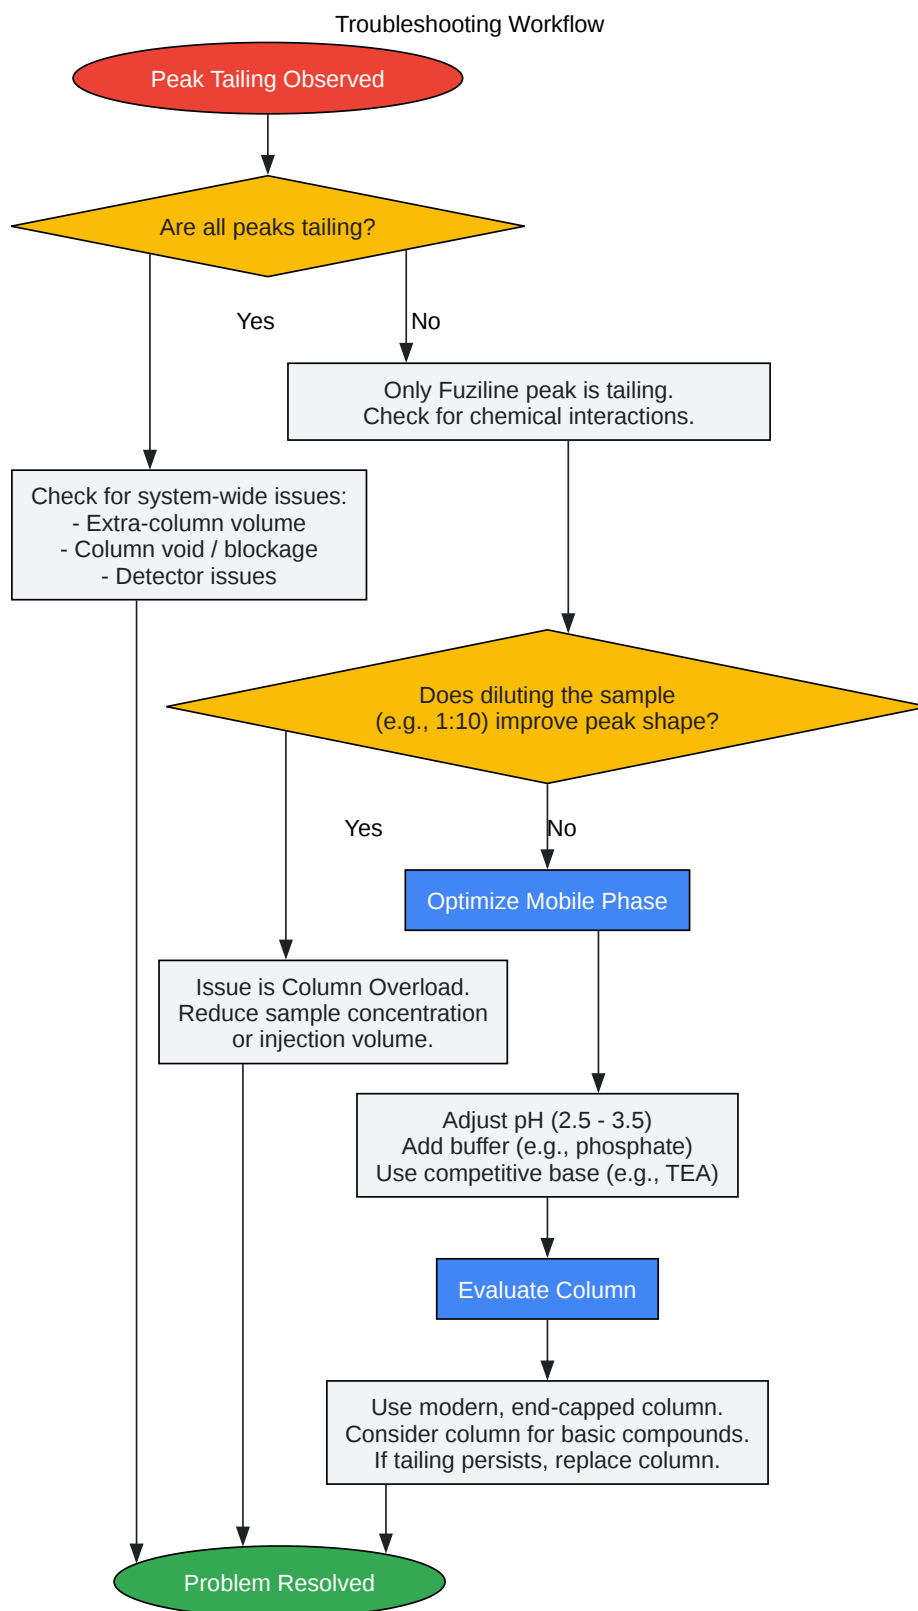 Troubleshooting Workflow
Peak Tailing Observed
Are all peaks tailing?
Yes
No
Only Fuziline peak is tailing.
Check for chemical interactions.
Check for system-wide issues:
- Extra-column volume
- Column void / blockage
- Detector issues
Does diluting the sample
(e.g., 1:10) improve peak shape?
Yes
No
Optimize Mobile Phase
Issue is Column Overload.
Reduce sample concentration
or injection volume.
Adjust pH (2.5 - 3.5)
Add buffer (e.g., phosphate)
Use competitive base (e.g., TEA)
Evaluate Column
Use modern, end-capped column.
Consider column for basic compounds.
If tailing persists, replace column.
Problem Resolved